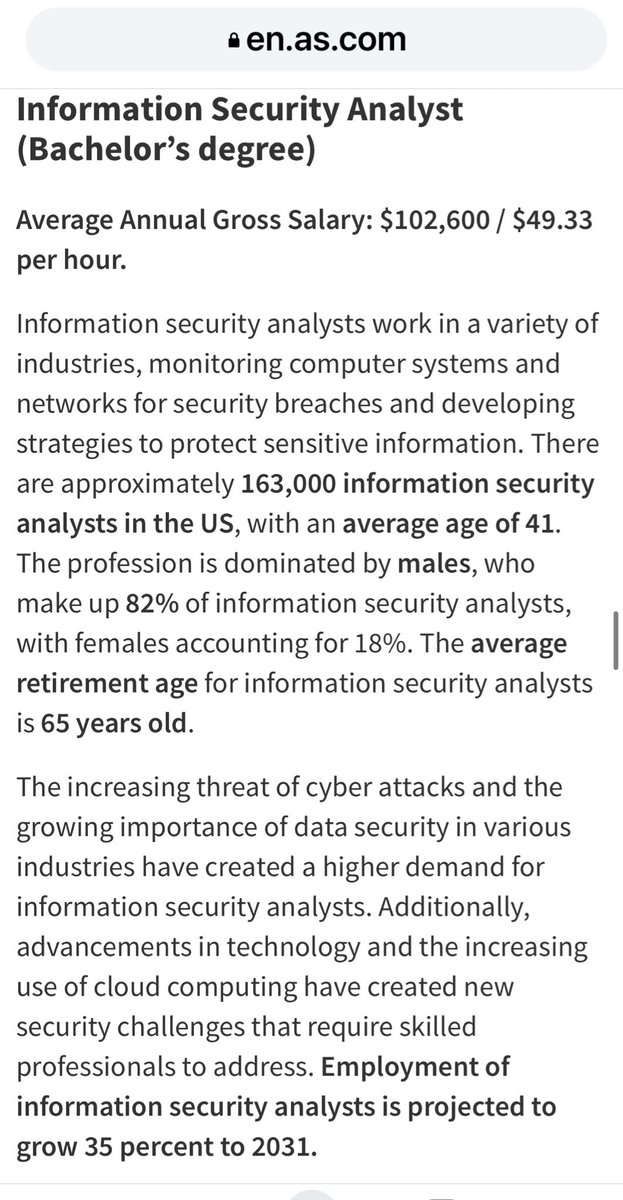 en.as.com
Information Security Analyst
(Bachelor’s degree)
Average Annual Gross Salary: $102,600 / $49.33
per hour.
Information security analysts work in a variety of
industries, monitoring computer systems and
networks for security breaches and developing
strategies to protect sensitive information. There
are approximately 163,000 information security
analysts in the US, with an average age of 41.
The profession is dominated by males, who
make up 82% of information security analysts,
with females accounting for 18%. The average
retirement age for information security analysts
is 65 years old.
The increasing threat of cyber attacks and the
growing importance of data security in various
industries have created a higher demand for
information security analysts. Additionally,
advancements in technology and the increasing
use of cloud computing have created new
security challenges that require skilled
professionals to address. Employment of
information security analysts is projected to
grow 35 percent to 2031.